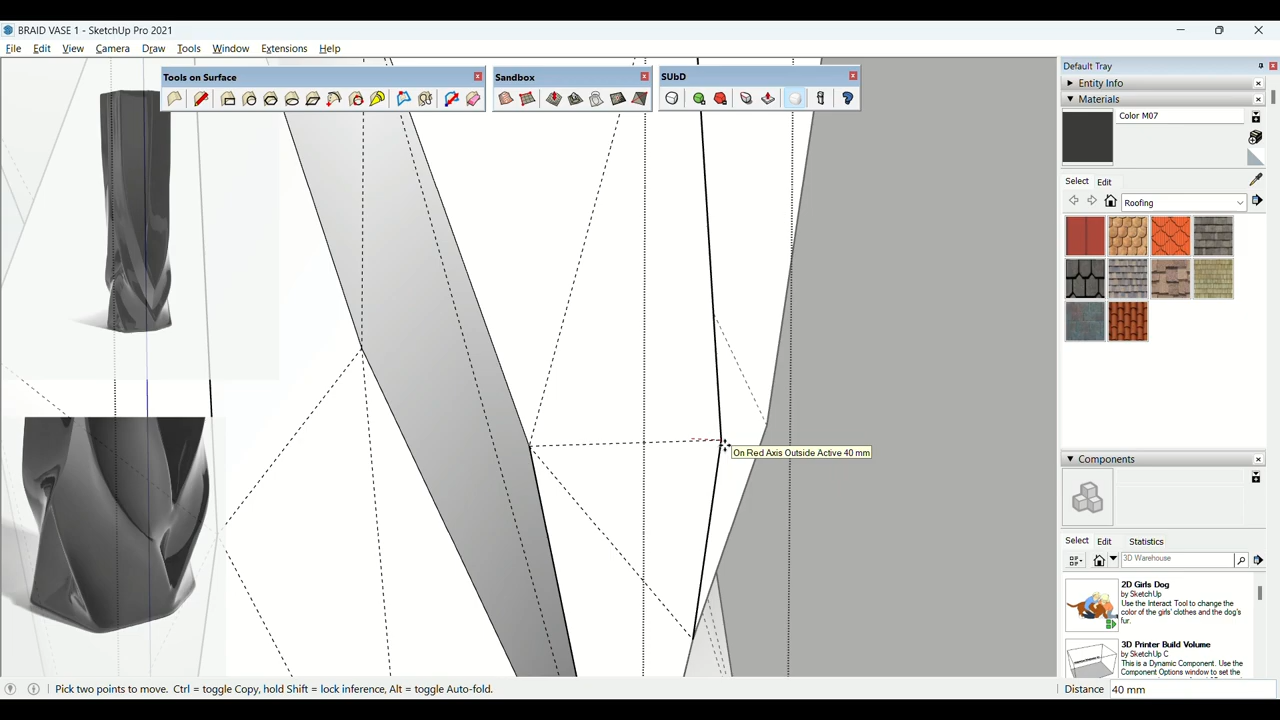 BRAID VASE 1 - SketchUp Pro 2021
File Edit View Camera Draw Tools Window Extensions Help
Tools on Surface
Sandbox
SUbD
Default Tray
Entity Info
Materials
Color M07
Select Edit
Roofing
On Red Axis Outside Active 40 mm
Components
Select Edit Statistics
3D Warehouse
2D Girls Dog
by SketchUp
Use the Interact Tool to change the
color of the girls' clothes and the dog's
fur.
3D Printer Build Volume
by SketchUp C
This is a Dynamic Component. Use the
Component Options window to set the
Pick two points to move. Ctrl = toggle Copy, hold Shift = lock inference, Alt = toggle Auto-fold.
Distance 40 mm